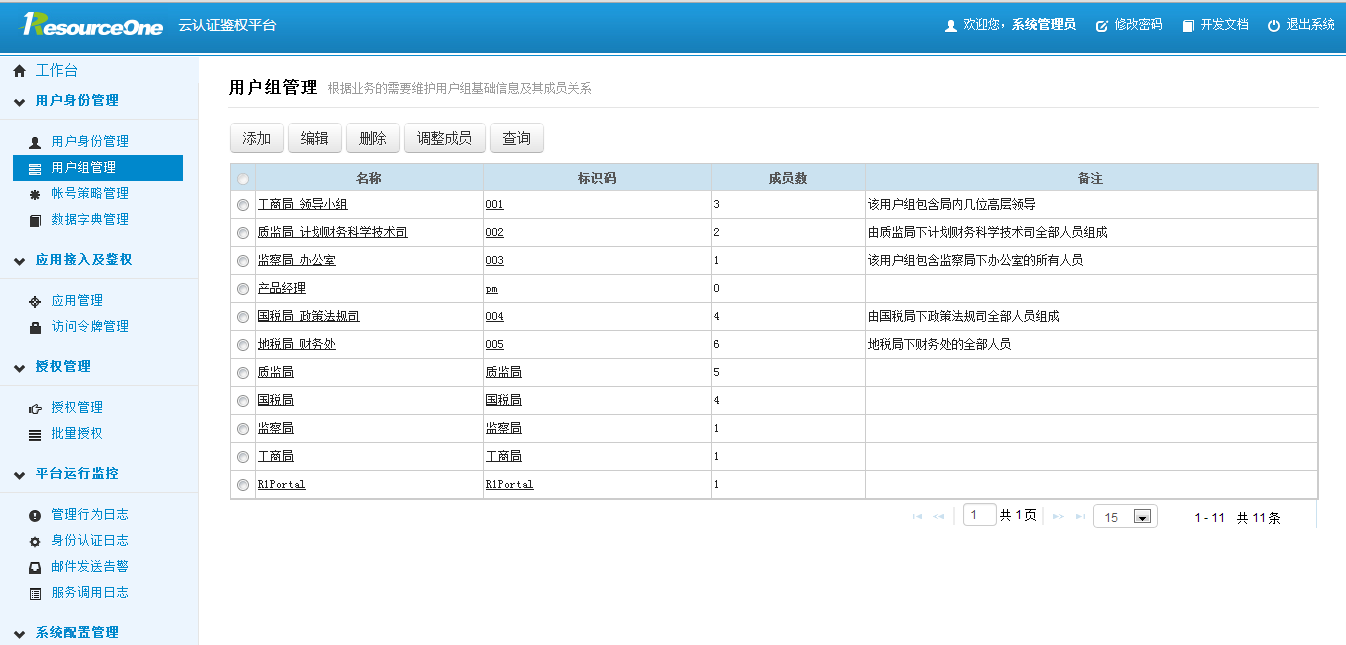 ResourceOne 云认证鉴权平台 欢迎您，系统管理员 修改密码 开发文档 退出系统
工作台
用户身份管理
用户身份管理
用户组管理
帐号策略管理
数据字典管理
应用接入及鉴权
应用管理
访问令牌管理
授权管理
授权管理
批量授权
平台运行监控
管理行为日志
身份认证日志
邮件发送告警
服务调用日志
系统配置管理
用户组管理 根据业务的需要维护用户组基础信息及其成员关系
添加 编辑 删除 调整成员 查询
名称 标识码 成员数 备注
工商局_领导小组 001 3 该用户组包含局内几位高层领导
质监局_计划财务科学技术司 002 2 由质监局下计划财务科学技术司全部人员组成
监察局_办公室 003 1 该用户组包含监察局下办公室的所有人员
产品经理 pm 0
国税局_政策法规司 004 4 由国税局下政策法规司全部人员组成
地税局_财务处 005 6 地税局下财务处的全部人员
质监局 质监局 5
国税局 国税局 4
监察局 监察局 1
工商局 工商局 1
R1Portal R1Portal 1
1 共 1 页 15 1 - 11 共 11 条